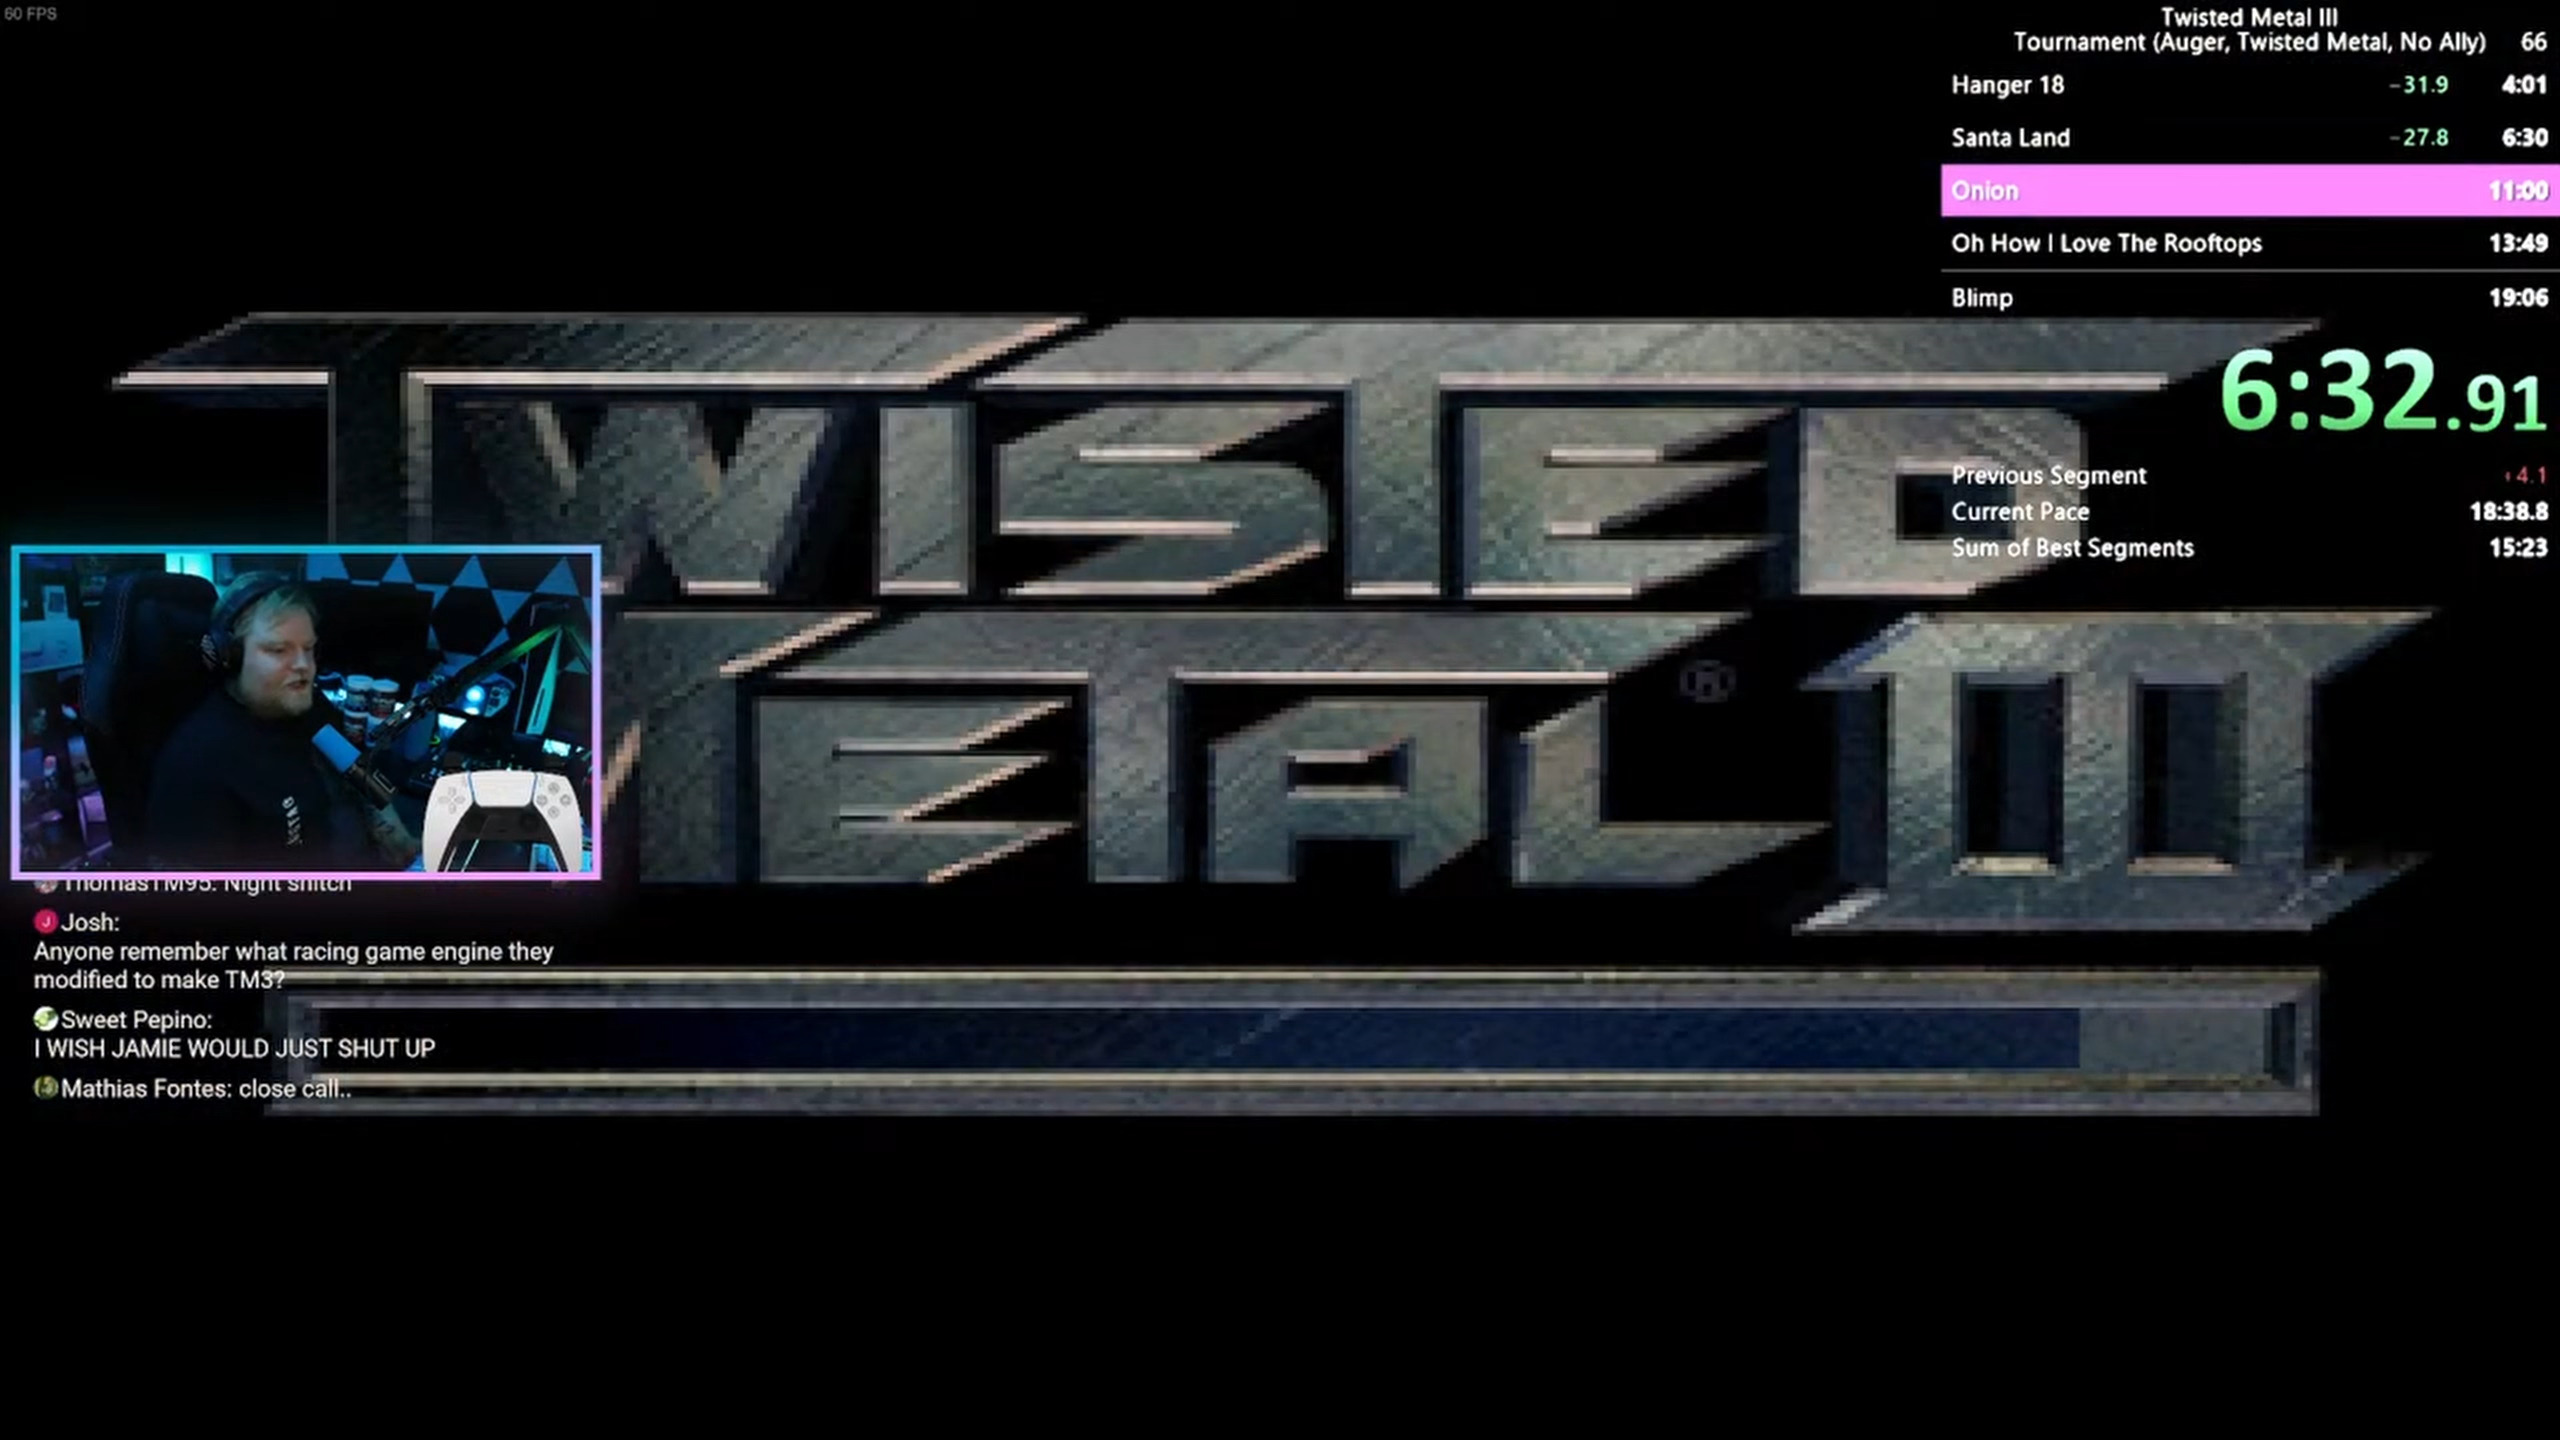 60 FPS
Twisted Metal III
Tournament (Auger, Twisted Metal, No Ally) 66
Hanger 18 -31.9 4:01
Santa Land -27.8 6:30
Onion 11:00
Oh How I Love The Rooftops 13:49
Blimp 19:06
6:32.91
Previous Segment +4.1
Current Pace 18:38.8
Sum of Best Segments 15:23
TWISTED
METAL III
®
ThomasTM95: Night snitch
Josh:
Anyone remember what racing game engine they
modified to make TM3?
Sweet Pepino:
I WISH JAMIE WOULD JUST SHUT UP
Mathias Fontes: close call..